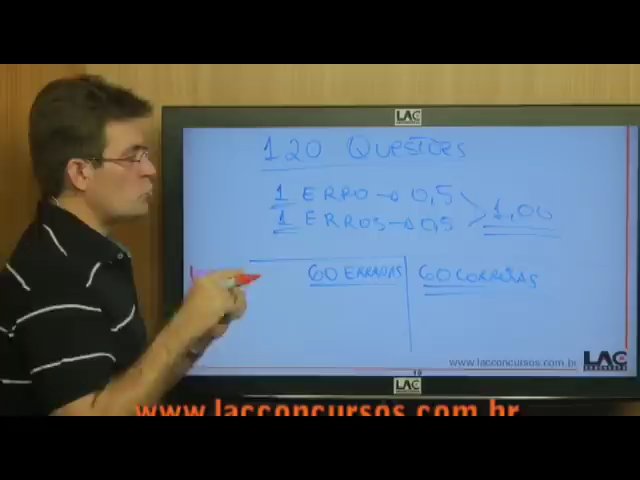 LAC
120 QUESTÕES
1 ERRO → 0,5
1 ERROS → 0,5
1,00
60 ERRADAS
60 CORRETAS
www.lacconcursos.com.br
LAC
19
LAC
www.lacconcursos.com.br